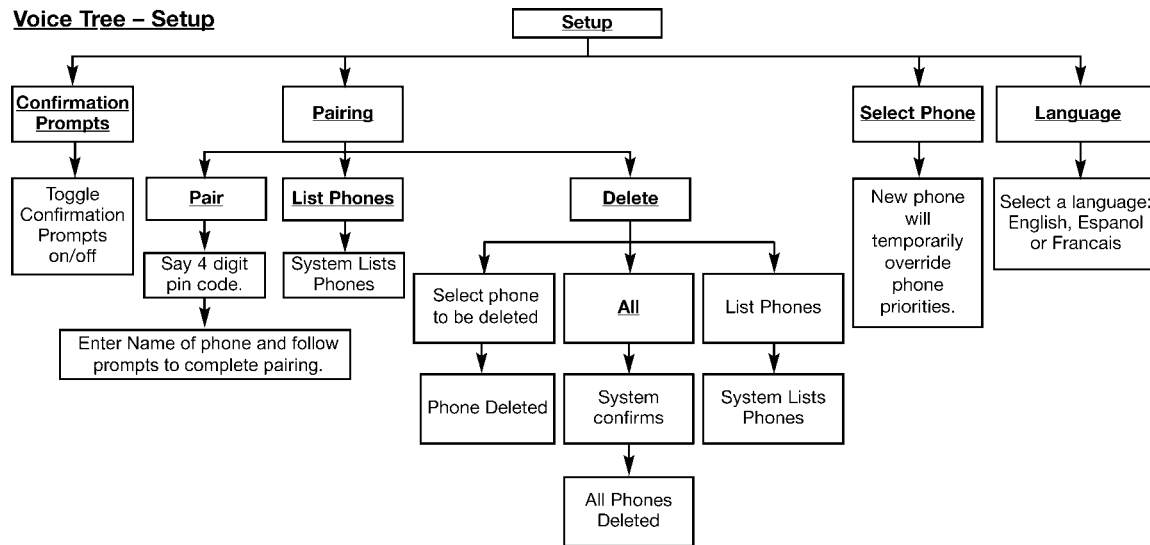 Voice Tree – Setup
Setup
Confirmation
Prompts
Pairing
Select Phone
Language
Toggle
Confirmation
Prompts
on/off
Pair
List Phones
Delete
New phone
will
temporarily
override
phone
priorities.
Select a language:
English, Espanol
or Francais
Say 4 digit
pin code.
System Lists
Phones
Select phone
to be deleted
All
List Phones
Enter Name of phone and follow
prompts to complete pairing.
Phone Deleted
System
confirms
System Lists
Phones
All Phones
Deleted